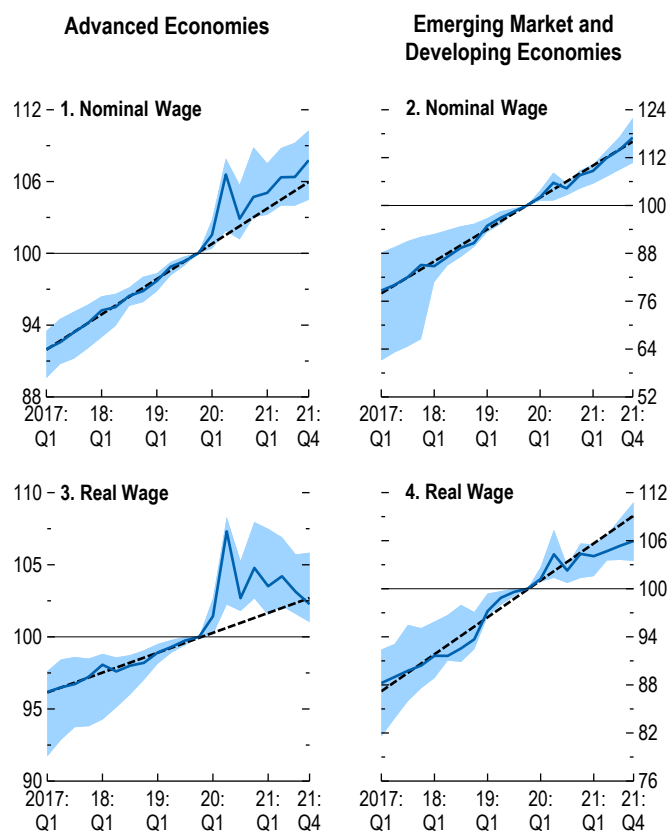 Advanced Economies
Emerging Market and
Developing Economies
1. Nominal Wage
112
106
100
94
88
2017:
Q1
18:
Q1
19:
Q1
20:
Q1
21:
Q1
21:
Q4
2. Nominal Wage
124
112
100
88
76
64
52
2017:
Q1
18:
Q1
19:
Q1
20:
Q1
21:
Q1
21:
Q4
3. Real Wage
110
105
100
95
90
2017:
Q1
18:
Q1
19:
Q1
20:
Q1
21:
Q1
21:
Q4
4. Real Wage
112
106
100
94
88
82
76
2017:
Q1
18:
Q1
19:
Q1
20:
Q1
21:
Q1
21:
Q4